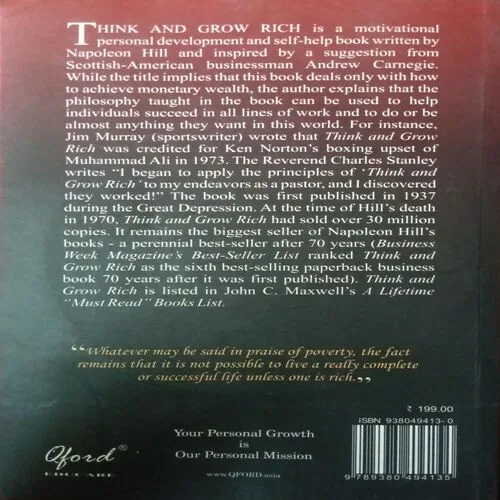 THINK AND GROW RICH is a motivational
personal development and self-help book written by
Napoleon Hill and inspired by a suggestion from
Scottish-American businessman Andrew Carnegie.
While the title implies that this book deals only with how
to achieve monetary wealth, the author explains that the
philosophy taught in the book can be used to help
individuals succeed in all lines of work and to do or be
almost anything they want in this world. For instance,
Jim Murray (sportswriter) wrote that Think and Grow
Rich was credited for Ken Norton's boxing upset of
Muhammad Ali in 1973. The Reverend Charles Stanley
writes "I began to apply the principles of 'Think and
Grow Rich' to my endeavors as a pastor, and I discovered
they worked!" The book was first published in 1937
during the Great Depression. At the time of Hill's death
in 1970, Think and Grow Rich had sold over 30 million
copies. It remains the biggest seller of Napoleon Hill's
books - a perennial best-seller after 70 years (Business
Week Magazine's Best-Seller List ranked Think and
Grow Rich as the sixth best-selling paperback business
book 70 years after it was first published). Think and
Grow Rich is listed in John C. Maxwell's A Lifetime
"Must Read" Books List.
"Whatever may be said in praise of poverty, the fact
remains that it is not possible to live a really complete
or successful life unless one is rich."
₹ 199.00
ISBN 938049413-0
9 789380 494135
Qford®
EDUCARE
Your Personal Growth
is
Our Personal Mission
www.QFORD.asia